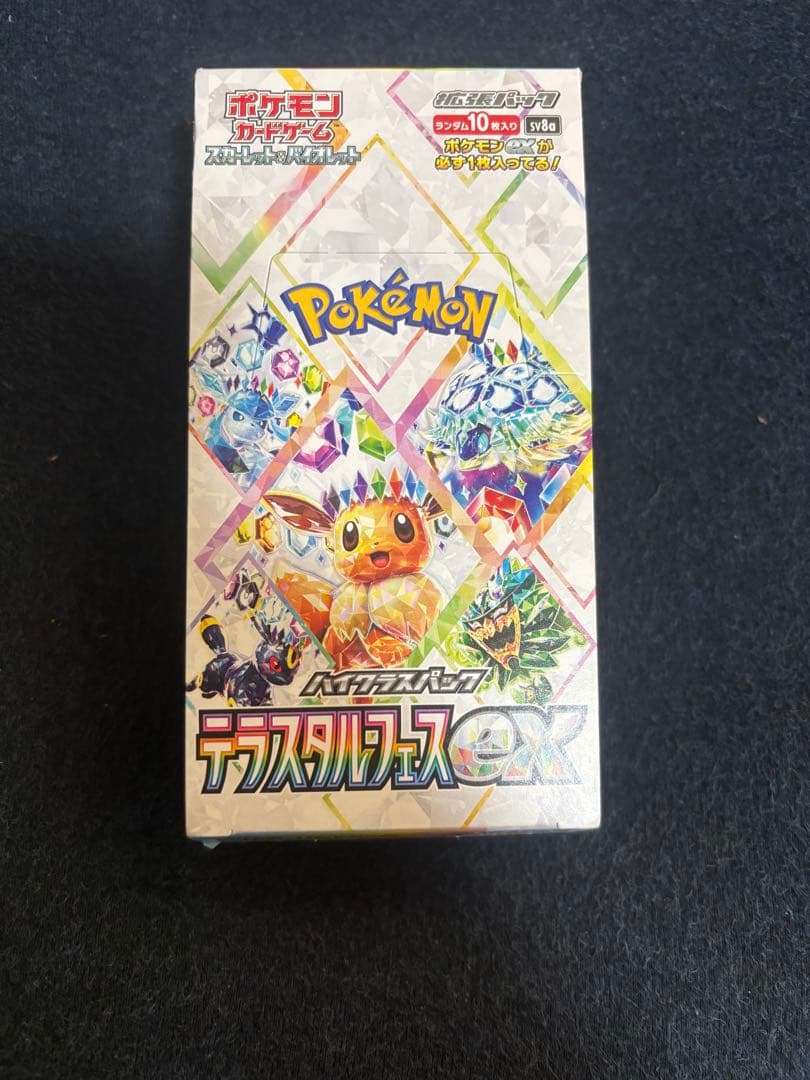 ポケモン
カードゲーム
スカーレット&バイオレット
拡張パック
ランダム10枚入り sv8a
ポケモンexが
必ず1枚入ってる!
POKéMON
TM
ハイクラスパック
テラスタルフェスex